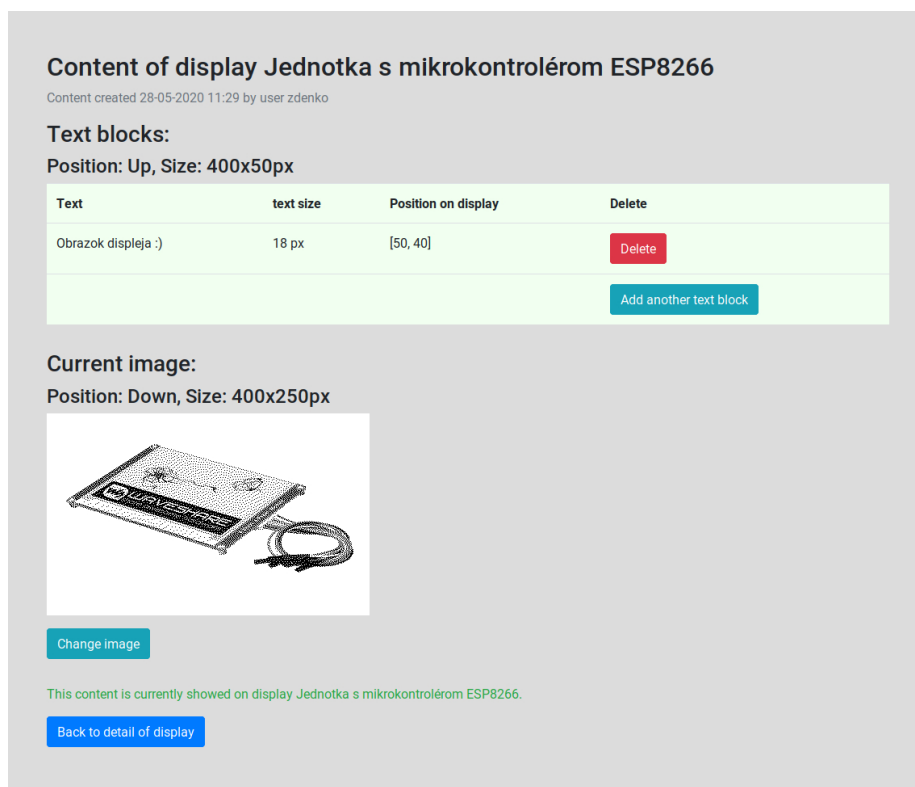 Content of display Jednotka s mikrokontrolérom ESP8266
Content created 28-05-2020 11:29 by user zdenko
Text blocks:
Position: Up, Size: 400x50px
Text text size Position on display Delete
Obrazok displeja :) 18 px [50, 40] Delete
Add another text block
Current image:
Position: Down, Size: 400x250px
WAVESHARE
Change image
This content is currently showed on display Jednotka s mikrokontrolérom ESP8266.
Back to detail of display